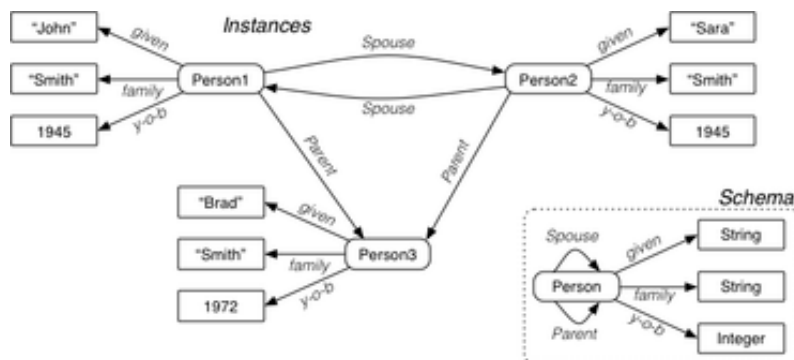 Instances
"John"
given
"Smith"
family
1945
y-o-b
Person1
Spouse
Spouse
Person2
given
"Sara"
family
"Smith"
y-o-b
1945
Parent
Parent
"Brad"
given
"Smith"
family
1972
y-o-b
Person3
Schema
Spouse
Person
Parent
given
String
family
String
y-o-b
Integer